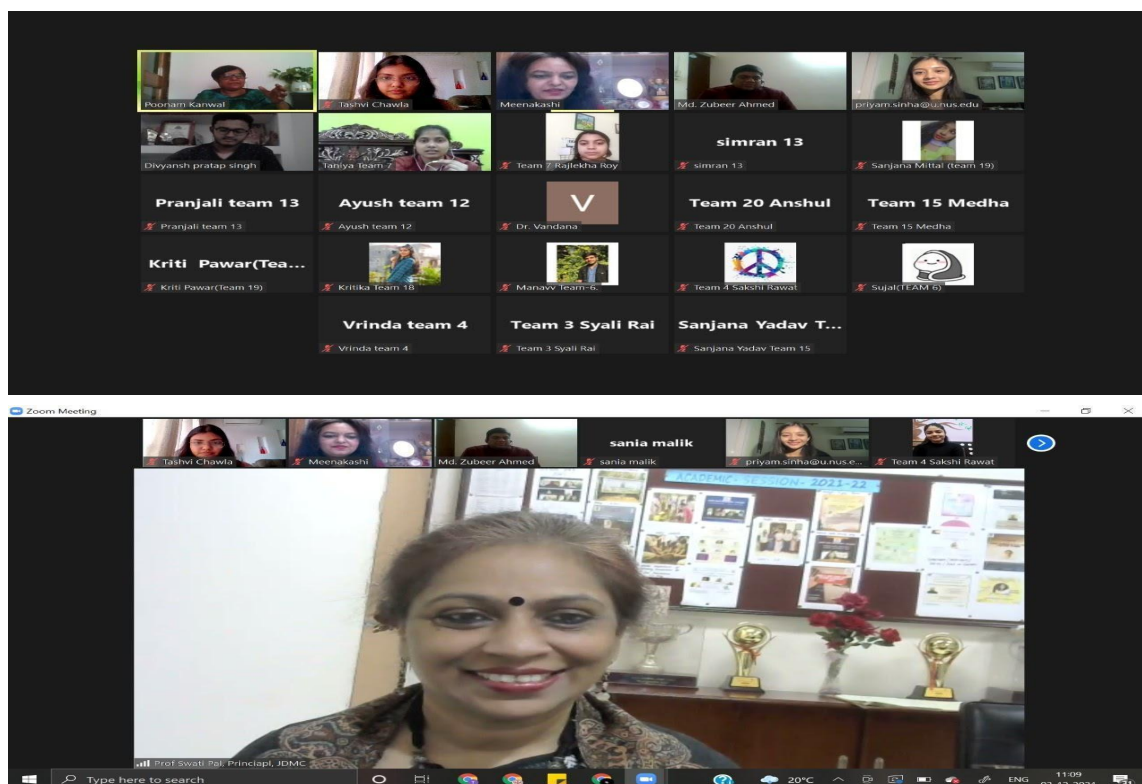 Poonam Kanwal
Tashvi Chawla
Meenakashi
Md. Zubeer Ahmed
priyam.sinha@u.nus.edu
Divyansh pratap singh
Taniya Team 7
Team 7 Rajlekha Roy
simran 13
simran 13
Sanjana Mittal (team 19)
Pranjali team 13
Pranjali team 13
Ayush team 12
Ayush team 12
V
Dr. Vandana
Team 20 Anshul
Team 20 Anshul
Team 15 Medha
Team 15 Medha
Kriti Pawar(Tea...
Kriti Pawar(Team 19)
Kritika Team 18
Manavv Team-6.
Team 4 Sakshi Rawat
Sujal(TEAM 6)
Vrinda team 4
Vrinda team 4
Team 3 Syali Rai
Team 3 Syali Rai
Sanjana Yadav T...
Sanjana Yadav Team 15
Zoom Meeting
Tashvi Chawla
Meenakashi
Md. Zubeer Ahmed
sania malik
sania malik
priyam.sinha@u.nus.e...
Team 4 Sakshi Rawat
ACADEMIC- SESSION- 2021-22
Prof Swati Pal, Princiapl, JDMC
Type here to search
20°C
ENG
11:09